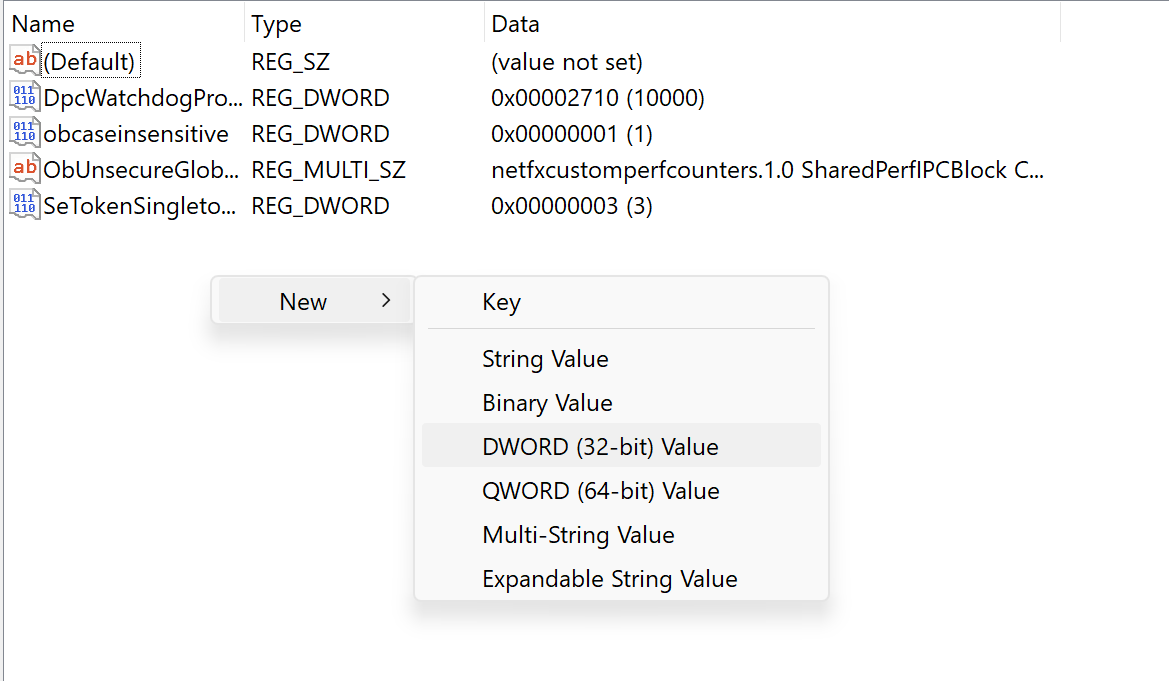 Name Type Data
ab (Default) REG_SZ (value not set)
011 110 DpcWatchdogPro... REG_DWORD 0x00002710 (10000)
011 110 obcaseinsensitive REG_DWORD 0x00000001 (1)
ab ObUnsecureGlob... REG_MULTI_SZ netfxcustomperfcounters.1.0 SharedPerfIPCBlock C...
011 110 SeTokenSingleto... REG_DWORD 0x00000003 (3)
New
Key
String Value
Binary Value
DWORD (32-bit) Value
QWORD (64-bit) Value
Multi-String Value
Expandable String Value